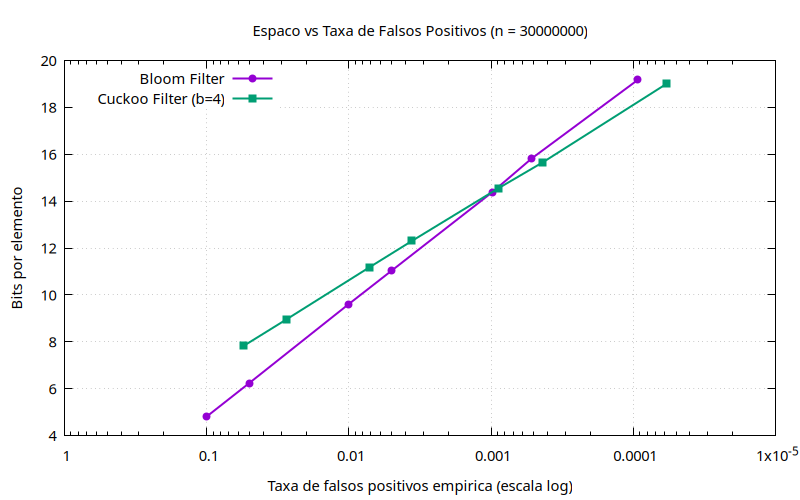 Espaco vs Taxa de Falsos Positivos (n = 30000000)
Bloom Filter
Cuckoo Filter (b=4)
20
18
16
14
12
10
8
6
4
Bits por elemento
1 0.1 0.01 0.001 0.0001 1x10-5
Taxa de falsos positivos empirica (escala log)